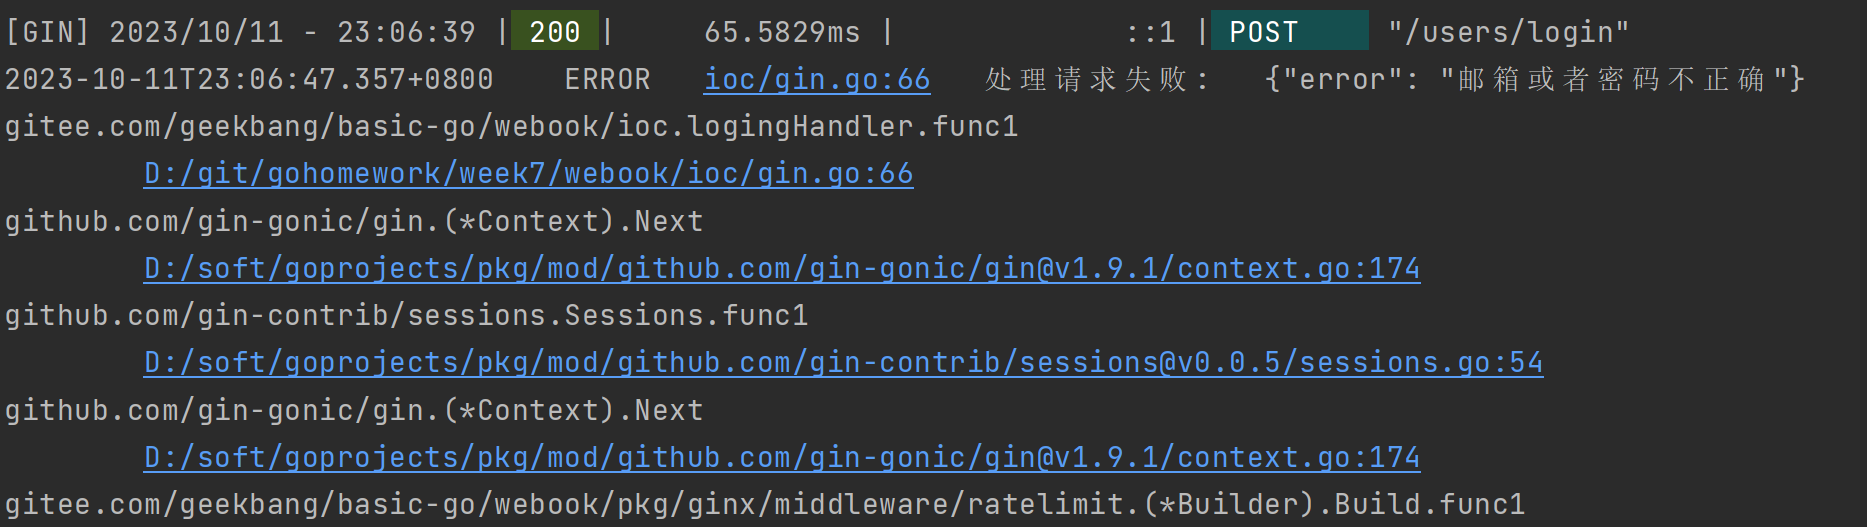 [GIN] 2023/10/11 - 23:06:39 | 200 |     65.5829ms |             ::1 | POST     "/users/login"
2023-10-11T23:06:47.357+0800    ERROR   ioc/gin.go:66   处理请求失败:   {"error": "邮箱或者密码不正确"}
gitee.com/geekbang/basic-go/webook/ioc.logingHandler.func1
        D:/git/gohomework/week7/webook/ioc/gin.go:66
github.com/gin-gonic/gin.(*Context).Next
        D:/soft/goprojects/pkg/mod/github.com/gin-gonic/gin@v1.9.1/context.go:174
github.com/gin-contrib/sessions.Sessions.func1
        D:/soft/goprojects/pkg/mod/github.com/gin-contrib/sessions@v0.0.5/sessions.go:54
github.com/gin-gonic/gin.(*Context).Next
        D:/soft/goprojects/pkg/mod/github.com/gin-gonic/gin@v1.9.1/context.go:174
gitee.com/geekbang/basic-go/webook/pkg/ginx/middleware/ratelimit.(*Builder).Build.func1